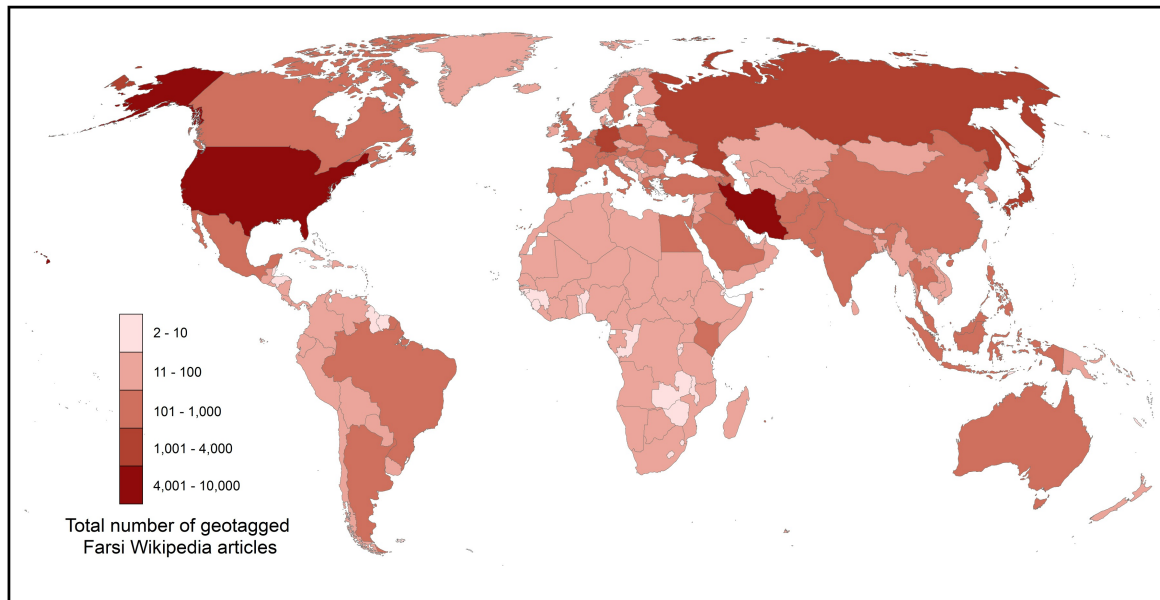 2 - 10
11 - 100
101 - 1,000
1,001 - 4,000
4,001 - 10,000
Total number of geotagged
Farsi Wikipedia articles